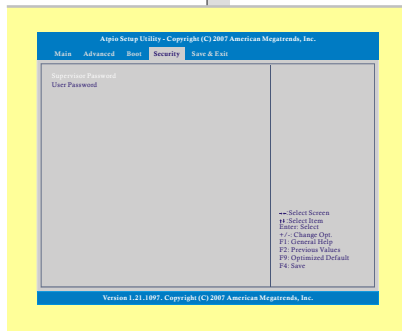 Atpio Setup Utility - Copyright (C) 2007 American Megatrends, Inc.
Main Advanced Boot Security Save & Exit
Suprevisor Password
User Password
→←:Select Screen
↑↓:Select Item
Enter: Select
+/-: Change Opt.
F1: General Help
F2: Previous Values
F9: Optimized Default
F4: Save
Version 1.21.1097. Copyright (C) 2007 American Megatrends, Inc.